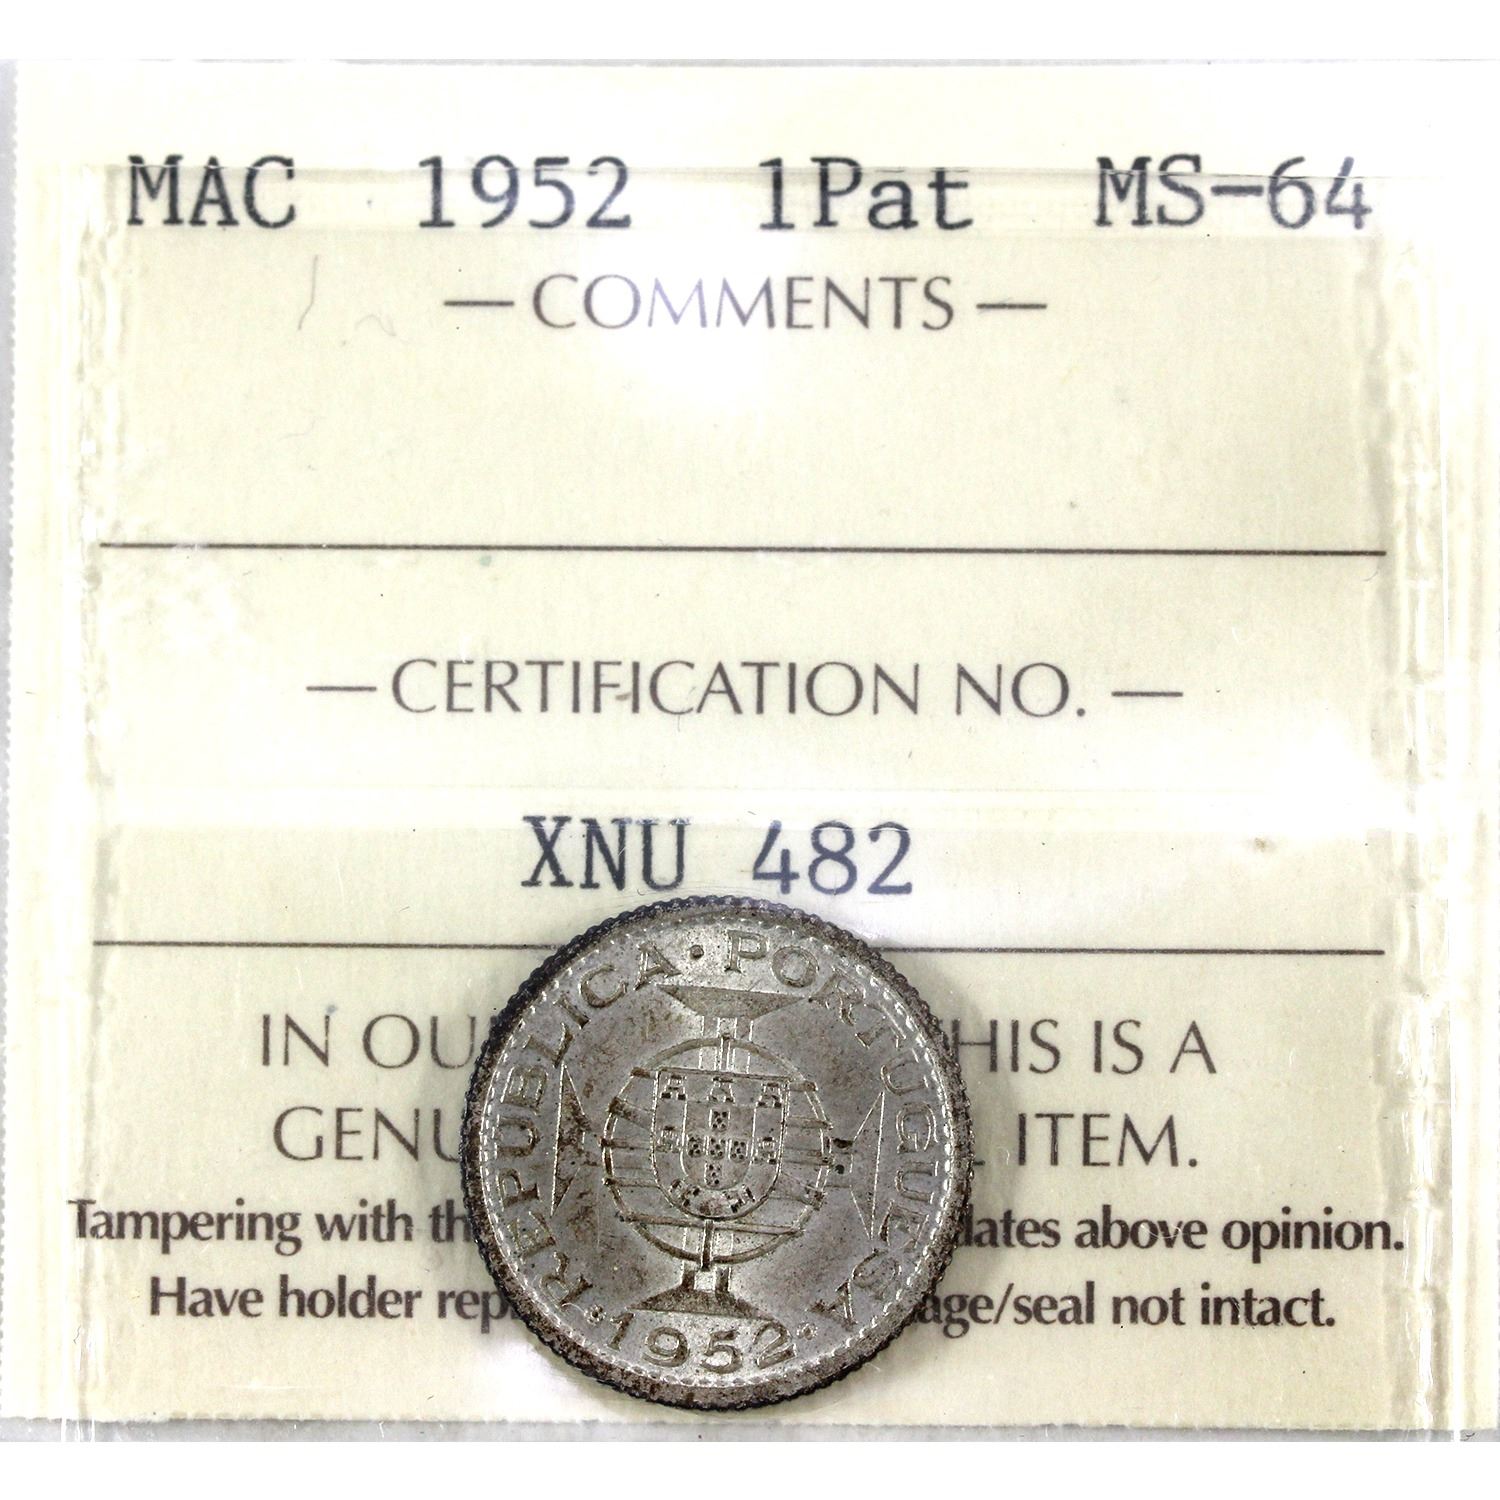 MAC 1952 1Pat MS-64
— COMMENTS —
— CERTIFICATION NO. —
XNU 482
IN OU HIS IS A
GENU ITEM.
Tampering with th dates above opinion.
Have holder rep age/seal not intact.
REPUBLICA · PORTUGUESA
· 1952 ·